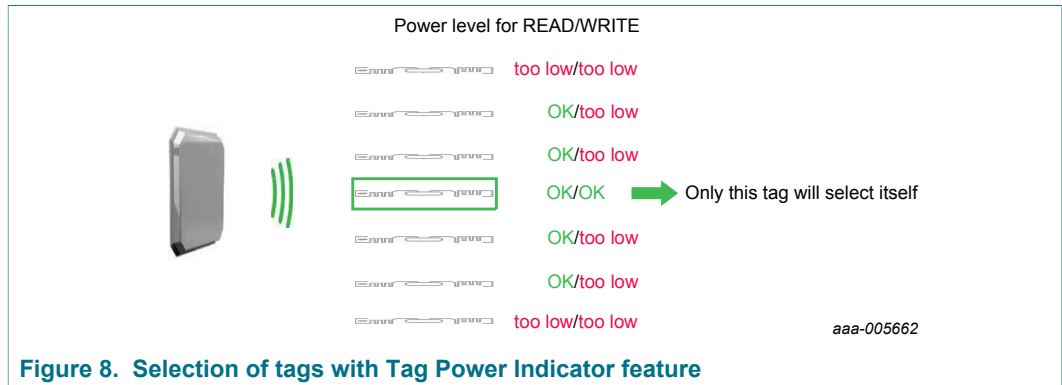 Power level for READ/WRITE
too low/too low
OK/too low
OK/too low
OK/OK Only this tag will select itself
OK/too low
OK/too low
too low/too low
aaa-005662
Figure 8. Selection of tags with Tag Power Indicator feature